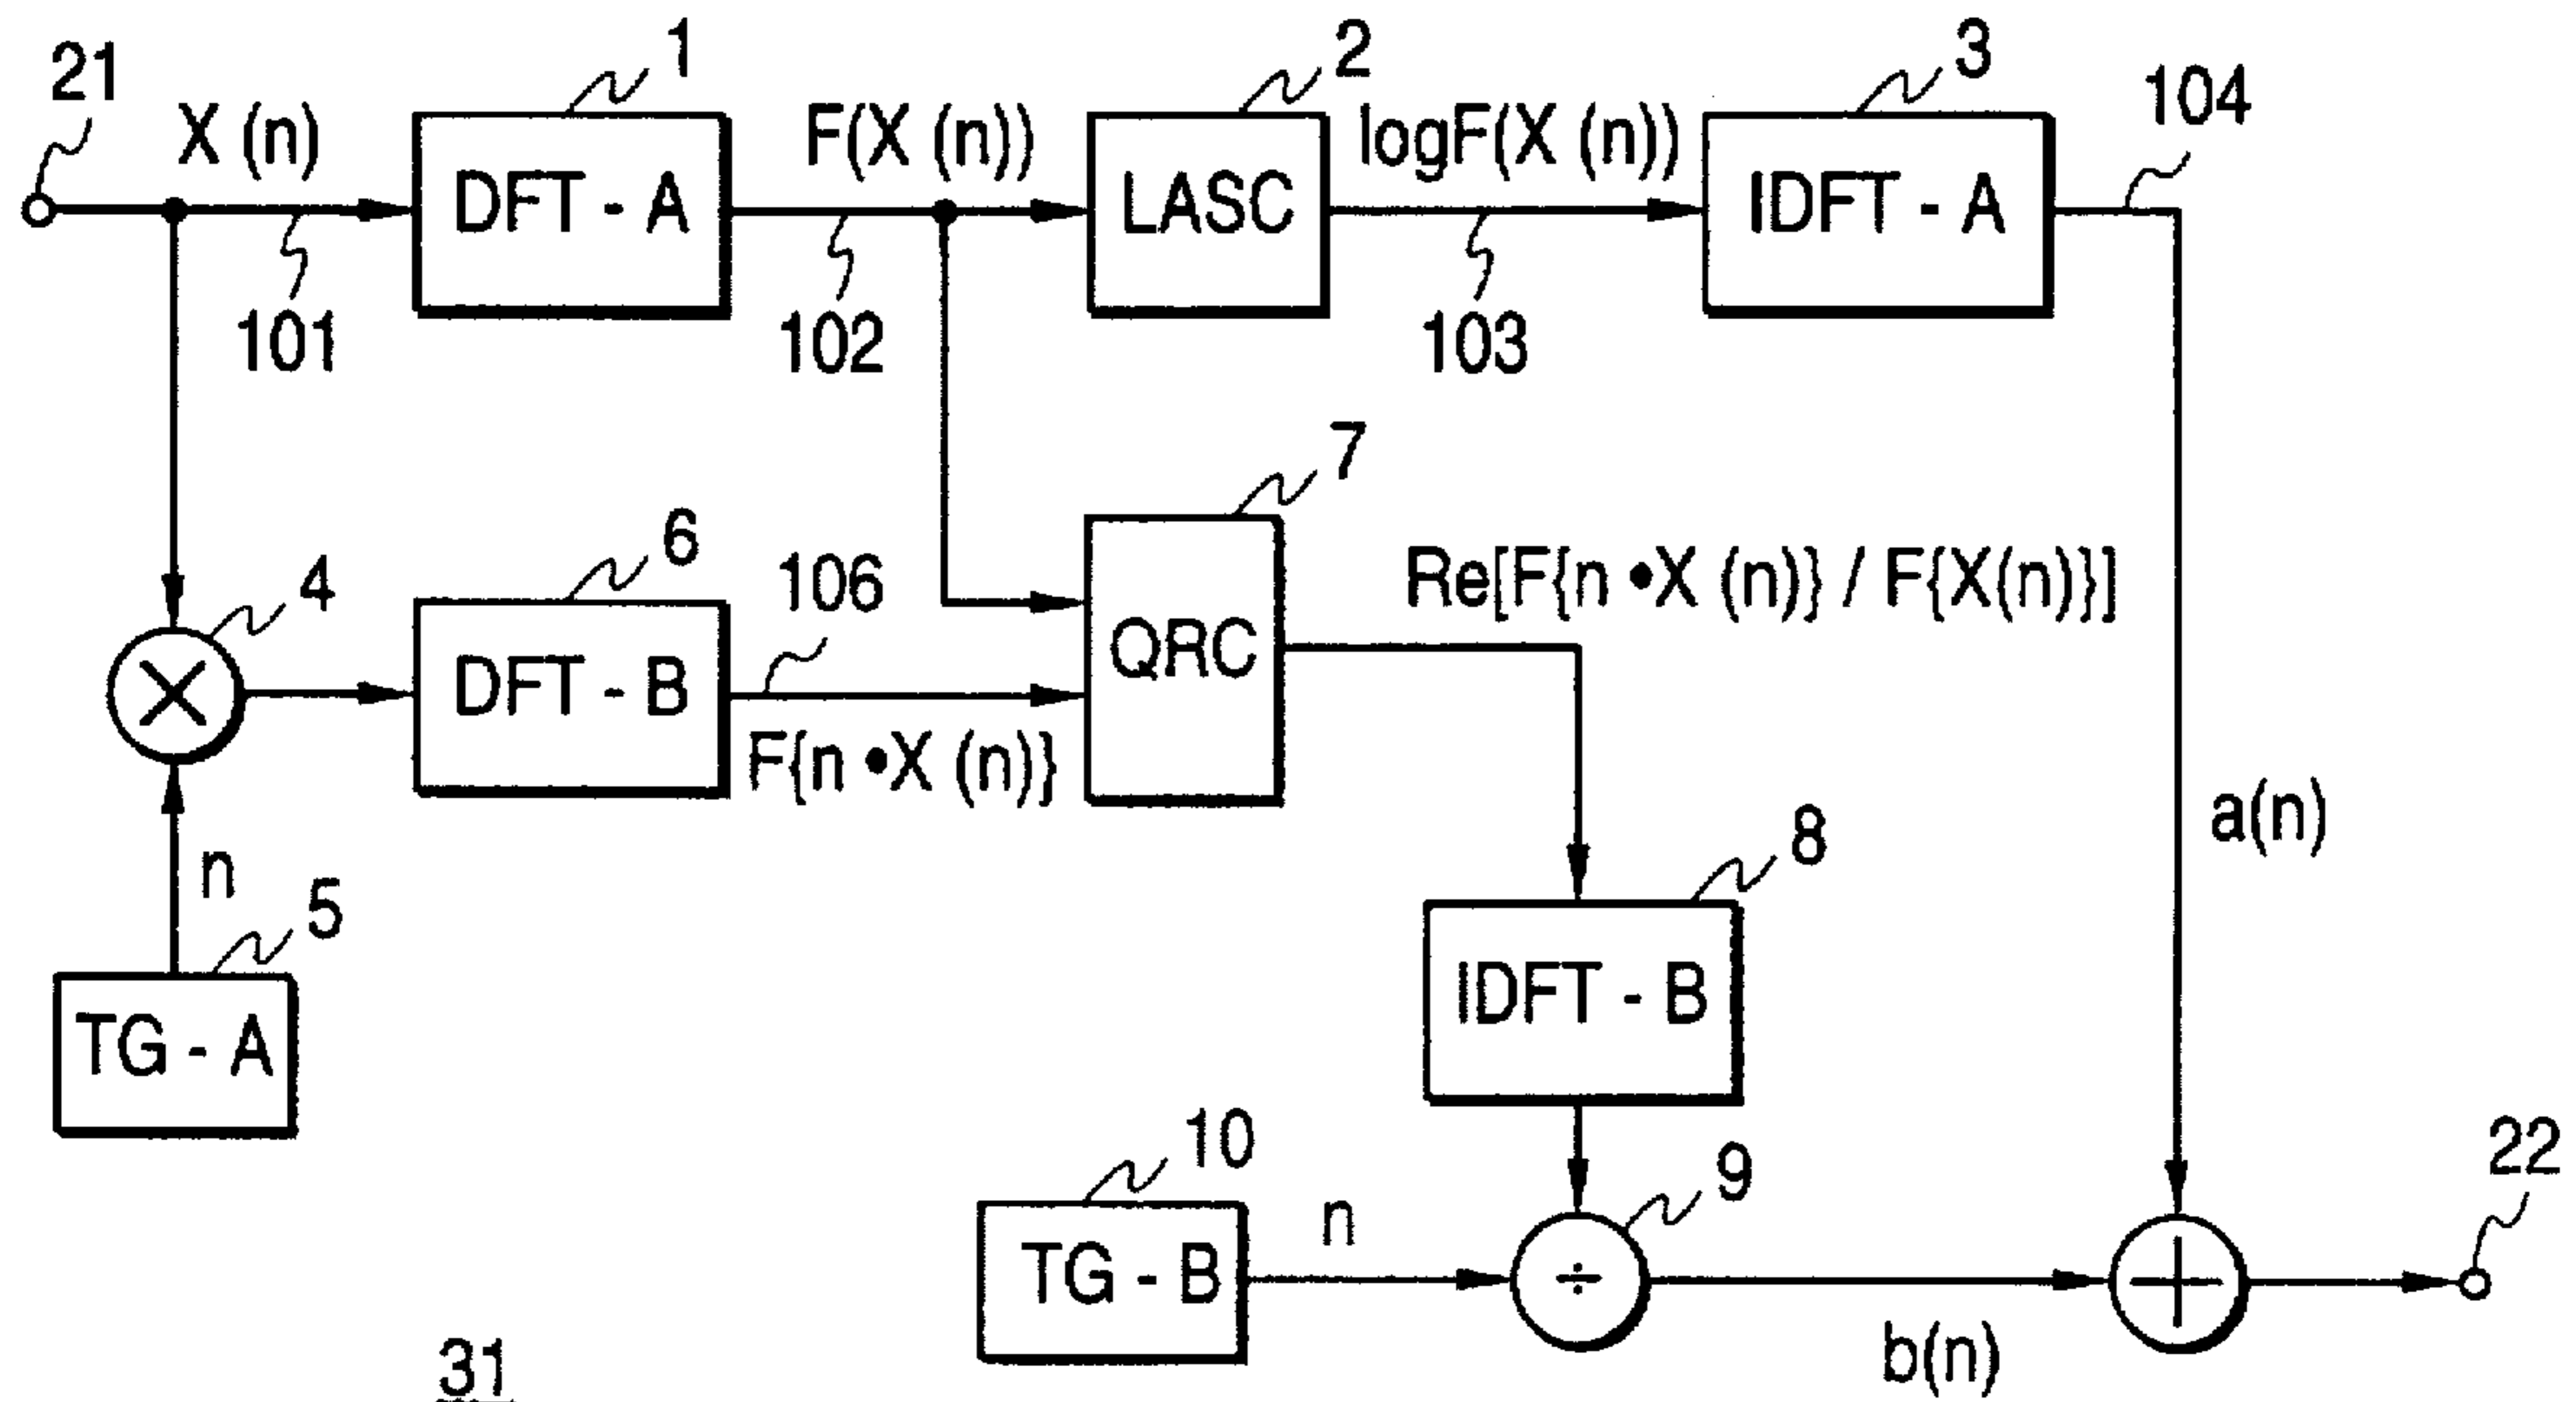 21
X (n)
1
DFT - A
101
F(X (n))
102
2
LASC
logF(X (n))
103
3
IDFT - A
104
4
6
DFT - B
106
F{n •X (n)}
7
QRC
Re[F{n •X (n)} / F{X(n)}]
a(n)
n
5
TG - A
8
IDFT - B
10
TG - B
n
9
÷
b(n)
22
31